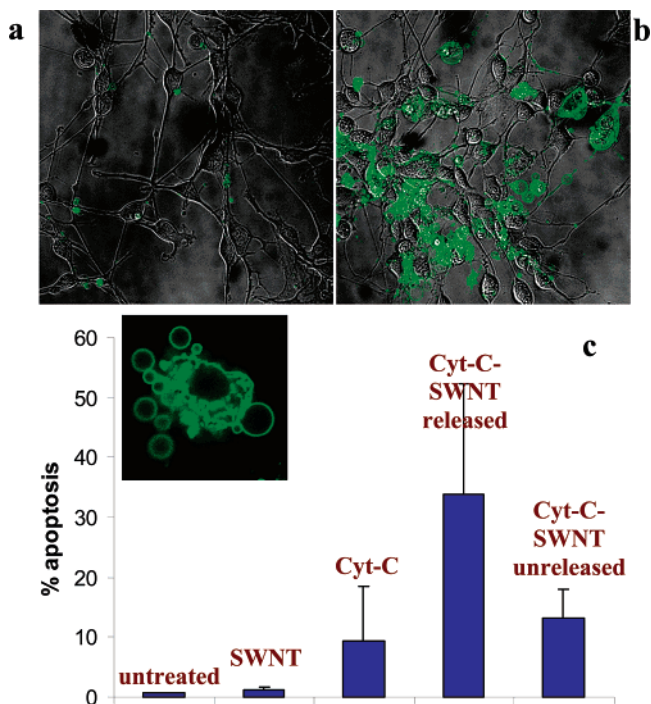 a
b
c
60
50
40
30
20
10
0
% apoptosis
untreated
SWNT
Cyt-C
Cyt-C-
SWNT
released
Cyt-C-
SWNT
unreleased